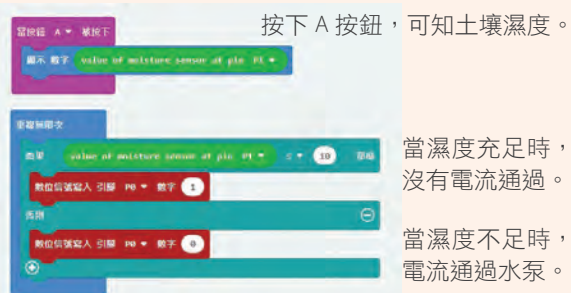 當按鈕 A 被按下
按下 A 按鈕，可知土壤濕度。
顯示 數字 value of moisture sensor at pin P1
重複無限次
如果 value of moisture sensor at pin P1 ≤ 10 那麼
當濕度充足時，
沒有電流通過。
數位信號寫入 引腳 P0 數字 1
否則
當濕度不足時，
電流通過水泵。
數位信號寫入 引腳 P0 數字 0